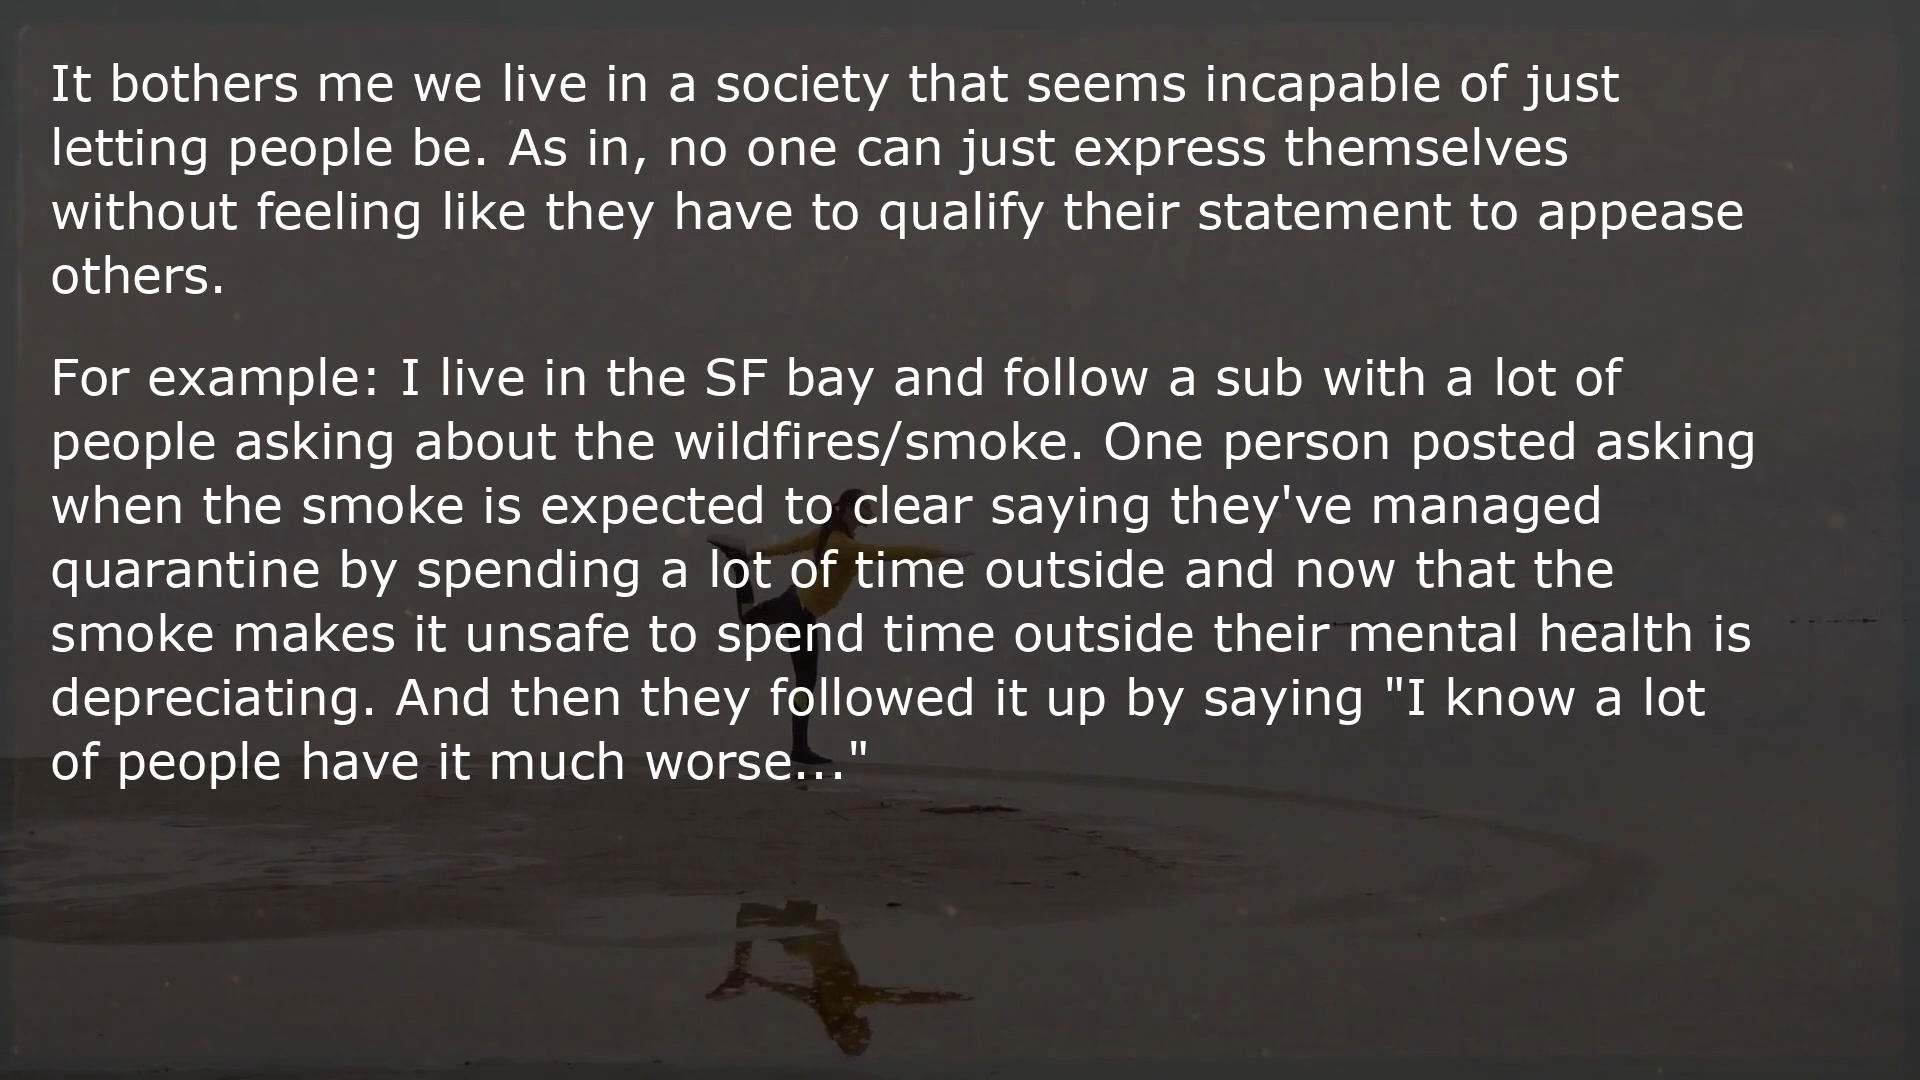 It bothers me we live in a society that seems incapable of just
letting people be. As in, no one can just express themselves
without feeling like they have to qualify their statement to appease
others.
For example: I live in the SF bay and follow a sub with a lot of
people asking about the wildfires/smoke. One person posted asking
when the smoke is expected to clear saying they've managed
quarantine by spending a lot of time outside and now that the
smoke makes it unsafe to spend time outside their mental health is
depreciating. And then they followed it up by saying "I know a lot
of people have it much worse..."